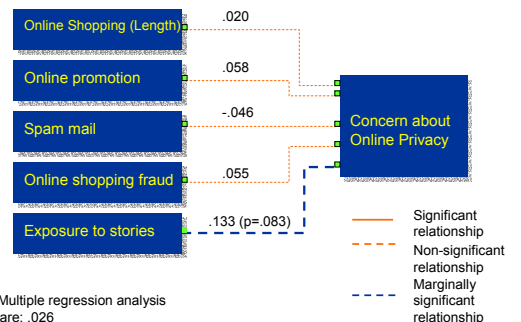 Online Shopping (Length)
.020
Online promotion
.058
Spam mail
-.046
Concern about
Online Privacy
Online shopping fraud
.055
Exposure to stories
.133 (p=.083)
Significant
relationship
Non-significant
relationship
Marginally
significant
relationship
Multiple regression analysis
are: .026